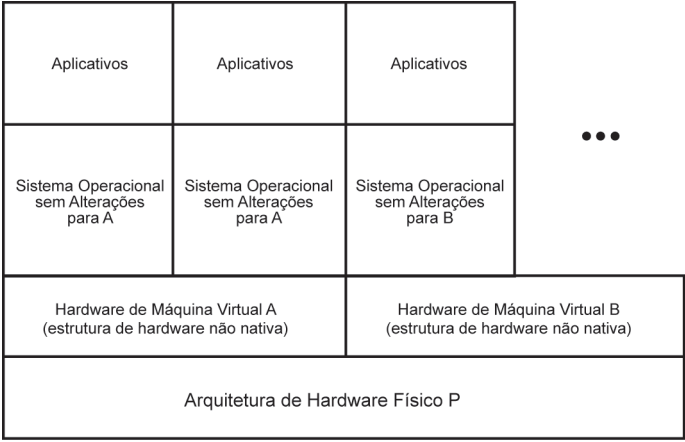 Aplicativos
Aplicativos
Aplicativos
Sistema Operacional
sem Alterações
para A
Sistema Operacional
sem Alterações
para A
Sistema Operacional
sem Alterações
para B
Hardware de Máquina Virtual A
(estrutura de hardware não nativa)
Hardware de Máquina Virtual B
(estrutura de hardware não nativa)
Arquitetura de Hardware Físico P